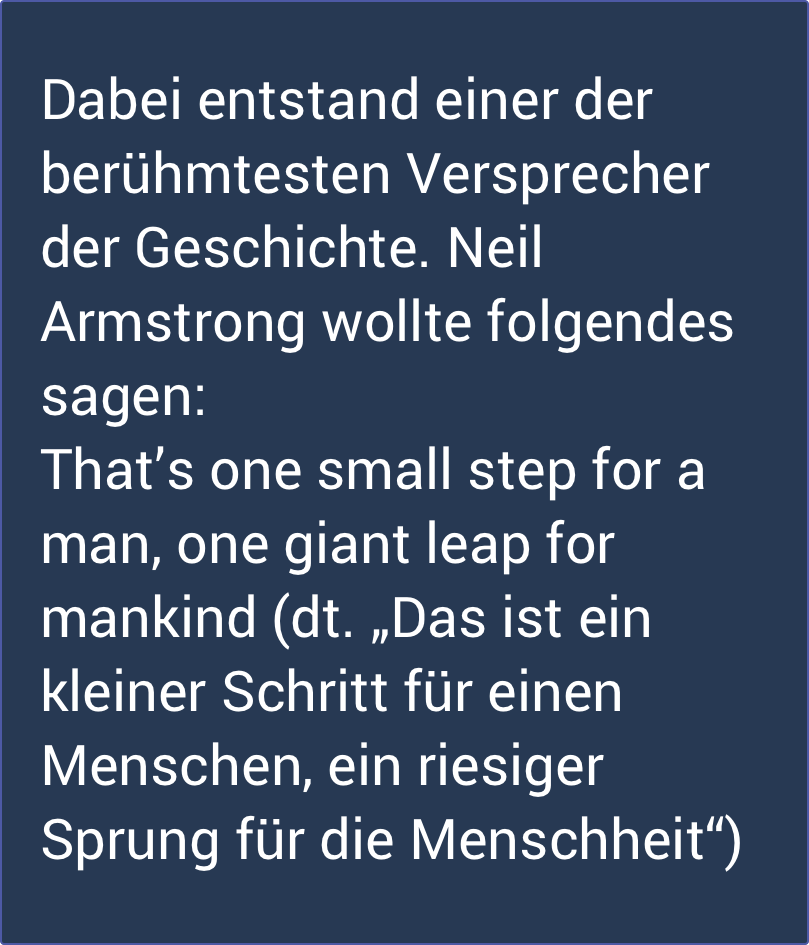 Dabei entstand einer der
berühmtesten Versprecher
der Geschichte. Neil
Armstrong wollte folgendes
sagen:
That’s one small step for a
man, one giant leap for
mankind (dt. „Das ist ein
kleiner Schritt für einen
Menschen, ein riesiger
Sprung für die Menschheit“)